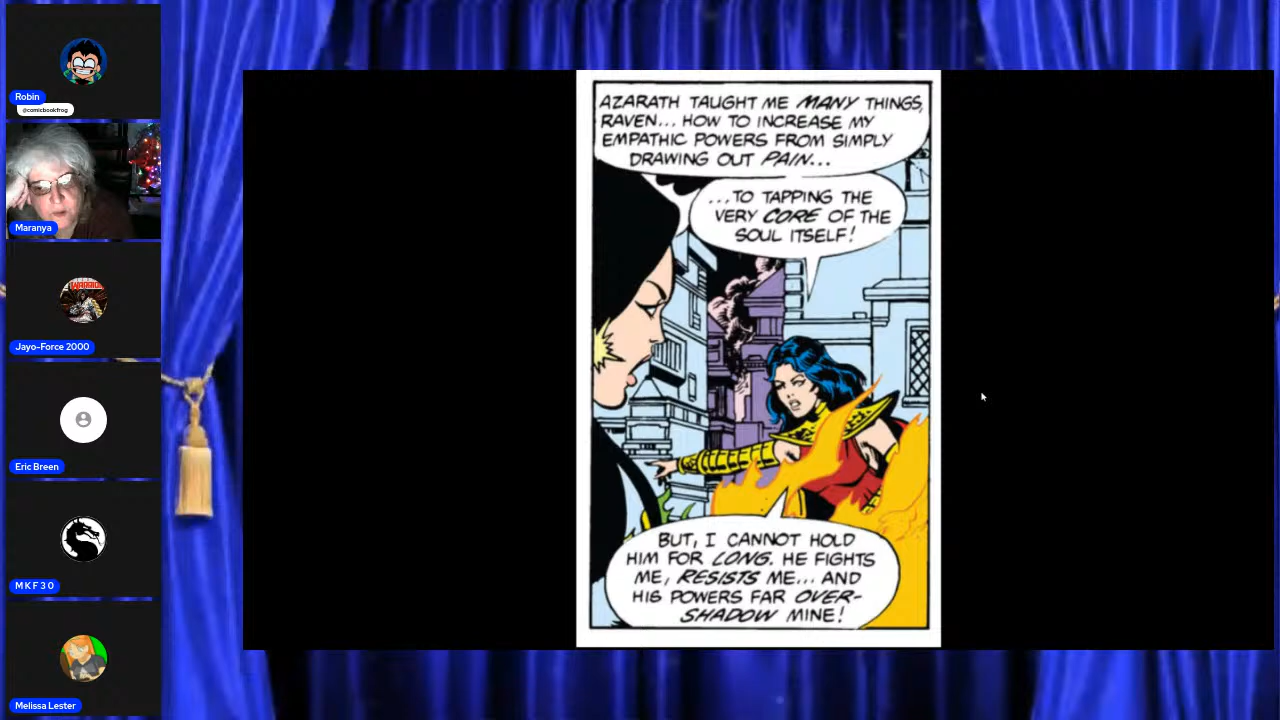 Robin
@comicbookfrog
Maranya
Jayo-Force 2000
Eric Breen
M K F 3 0
Melissa Lester
AZARATH TAUGHT ME MANY THINGS,
RAVEN... HOW TO INCREASE MY
EMPATHIC POWERS FROM SIMPLY
DRAWING OUT PAIN...
...TO TAPPING THE
VERY CORE OF THE
SOUL ITSELF!
BUT, I CANNOT HOLD
HIM FOR LONG. HE FIGHTS
ME, RESISTS ME... AND
HIS POWERS FAR OVER-
SHADOW MINE!